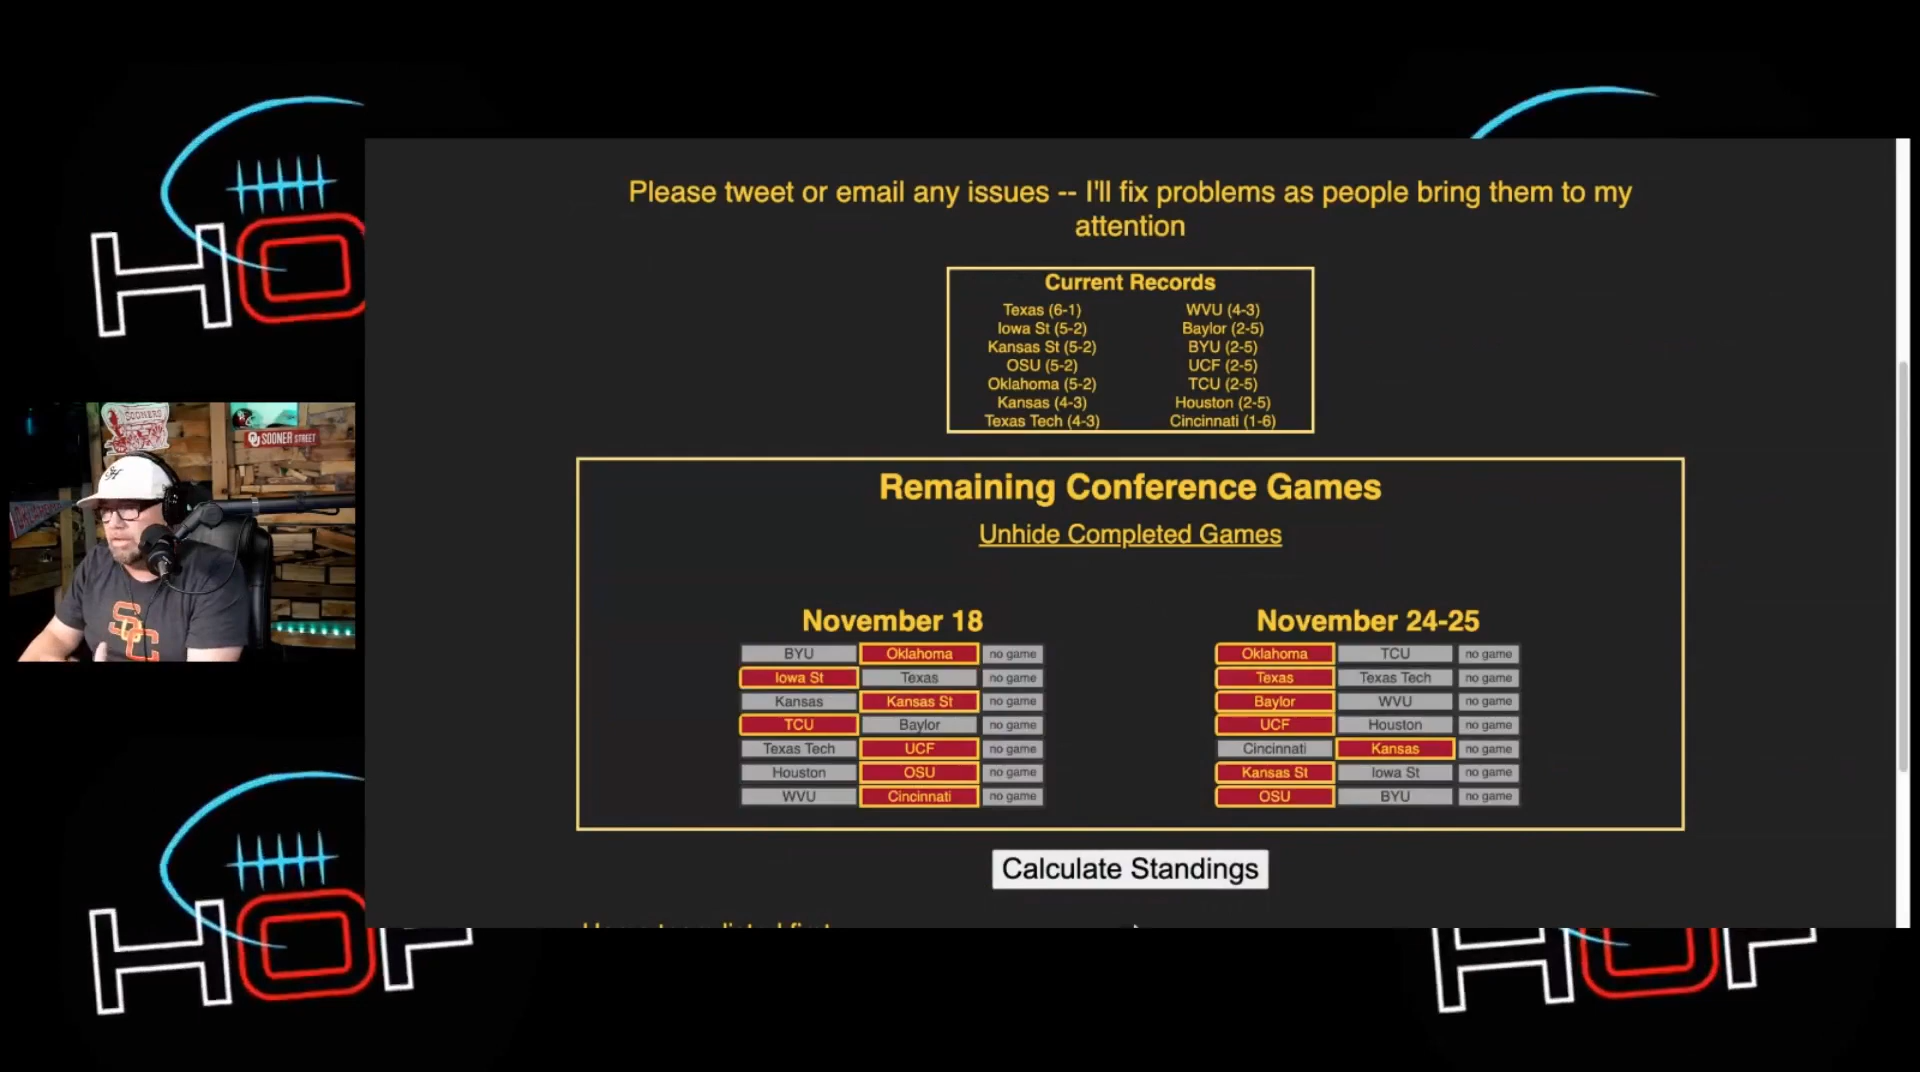 HO
Please tweet or email any issues -- I'll fix problems as people bring them to my
attention
Current Records
Texas (6-1) WVU (4-3)
Iowa St (5-2) Baylor (2-5)
Kansas St (5-2) BYU (2-5)
OSU (5-2) UCF (2-5)
Oklahoma (5-2) TCU (2-5)
Kansas (4-3) Houston (2-5)
Texas Tech (4-3) Cincinnati (1-6)
SOONERS
OU SOONER STREET
SC
Remaining Conference Games
Unhide Completed Games
November 18
BYU Oklahoma no game
Iowa St Texas no game
Kansas Kansas St no game
TCU Baylor no game
Texas Tech UCF no game
Houston OSU no game
WVU Cincinnati no game
November 24-25
Oklahoma TCU no game
Texas Texas Tech no game
Baylor WVU no game
UCF Houston no game
Cincinnati Kansas no game
Kansas St Iowa St no game
OSU BYU no game
Calculate Standings
HOF
HOF